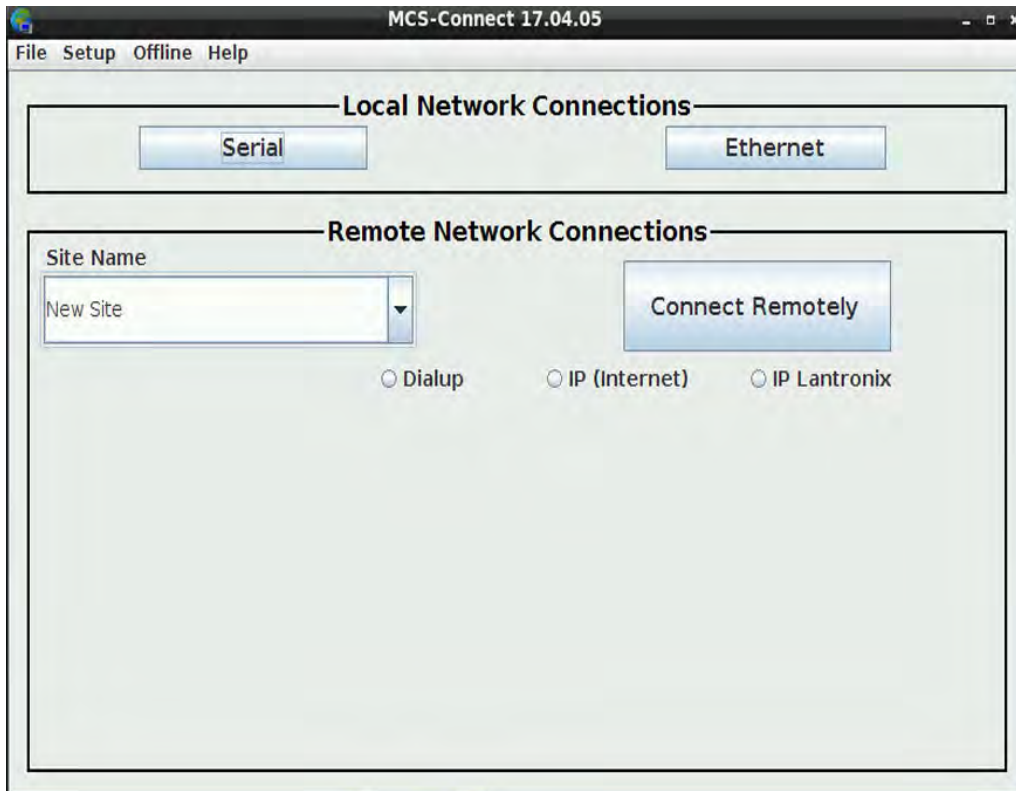 MCS-Connect 17.04.05
File Setup Offline Help
Local Network Connections
Serial Ethernet
Remote Network Connections
Site Name
New Site
Connect Remotely
Dialup IP (Internet) IP Lantronix